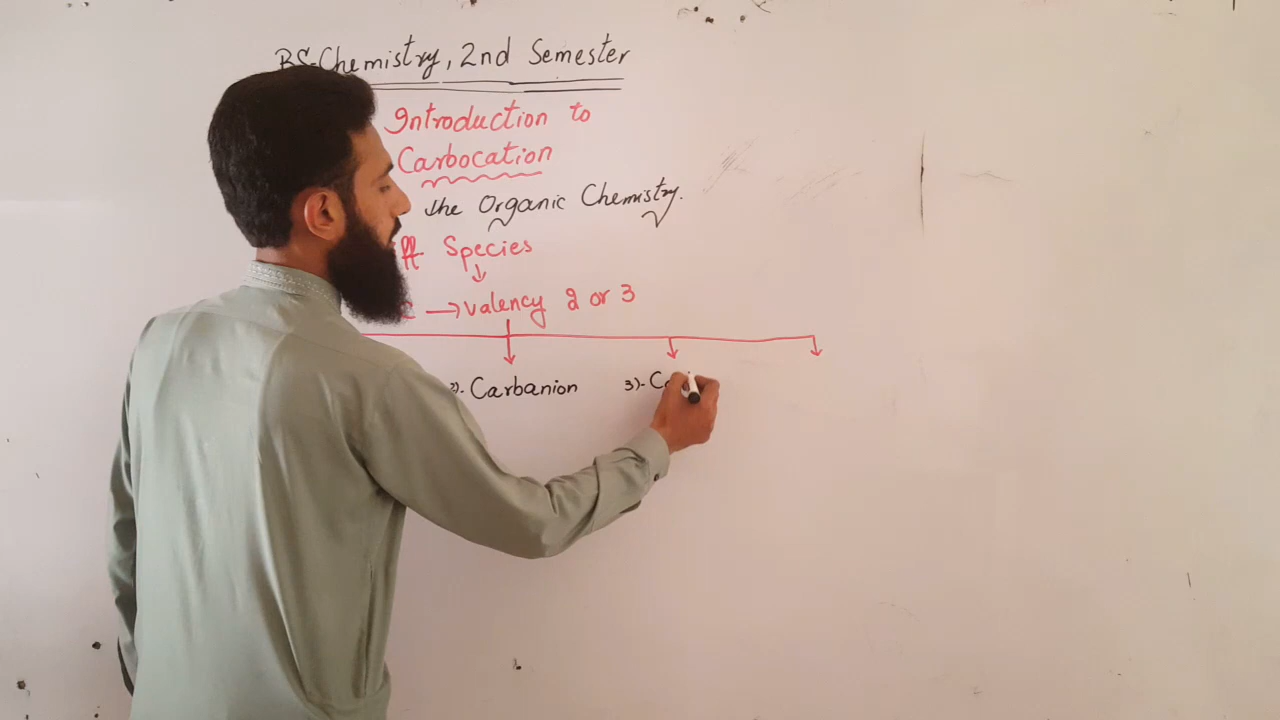 BS-Chemistry, 2nd Semester
Introduction to
Carbocation
the Organic Chemistry.
Species
→ Valency 2 or 3
2)- Carbanion 3)-